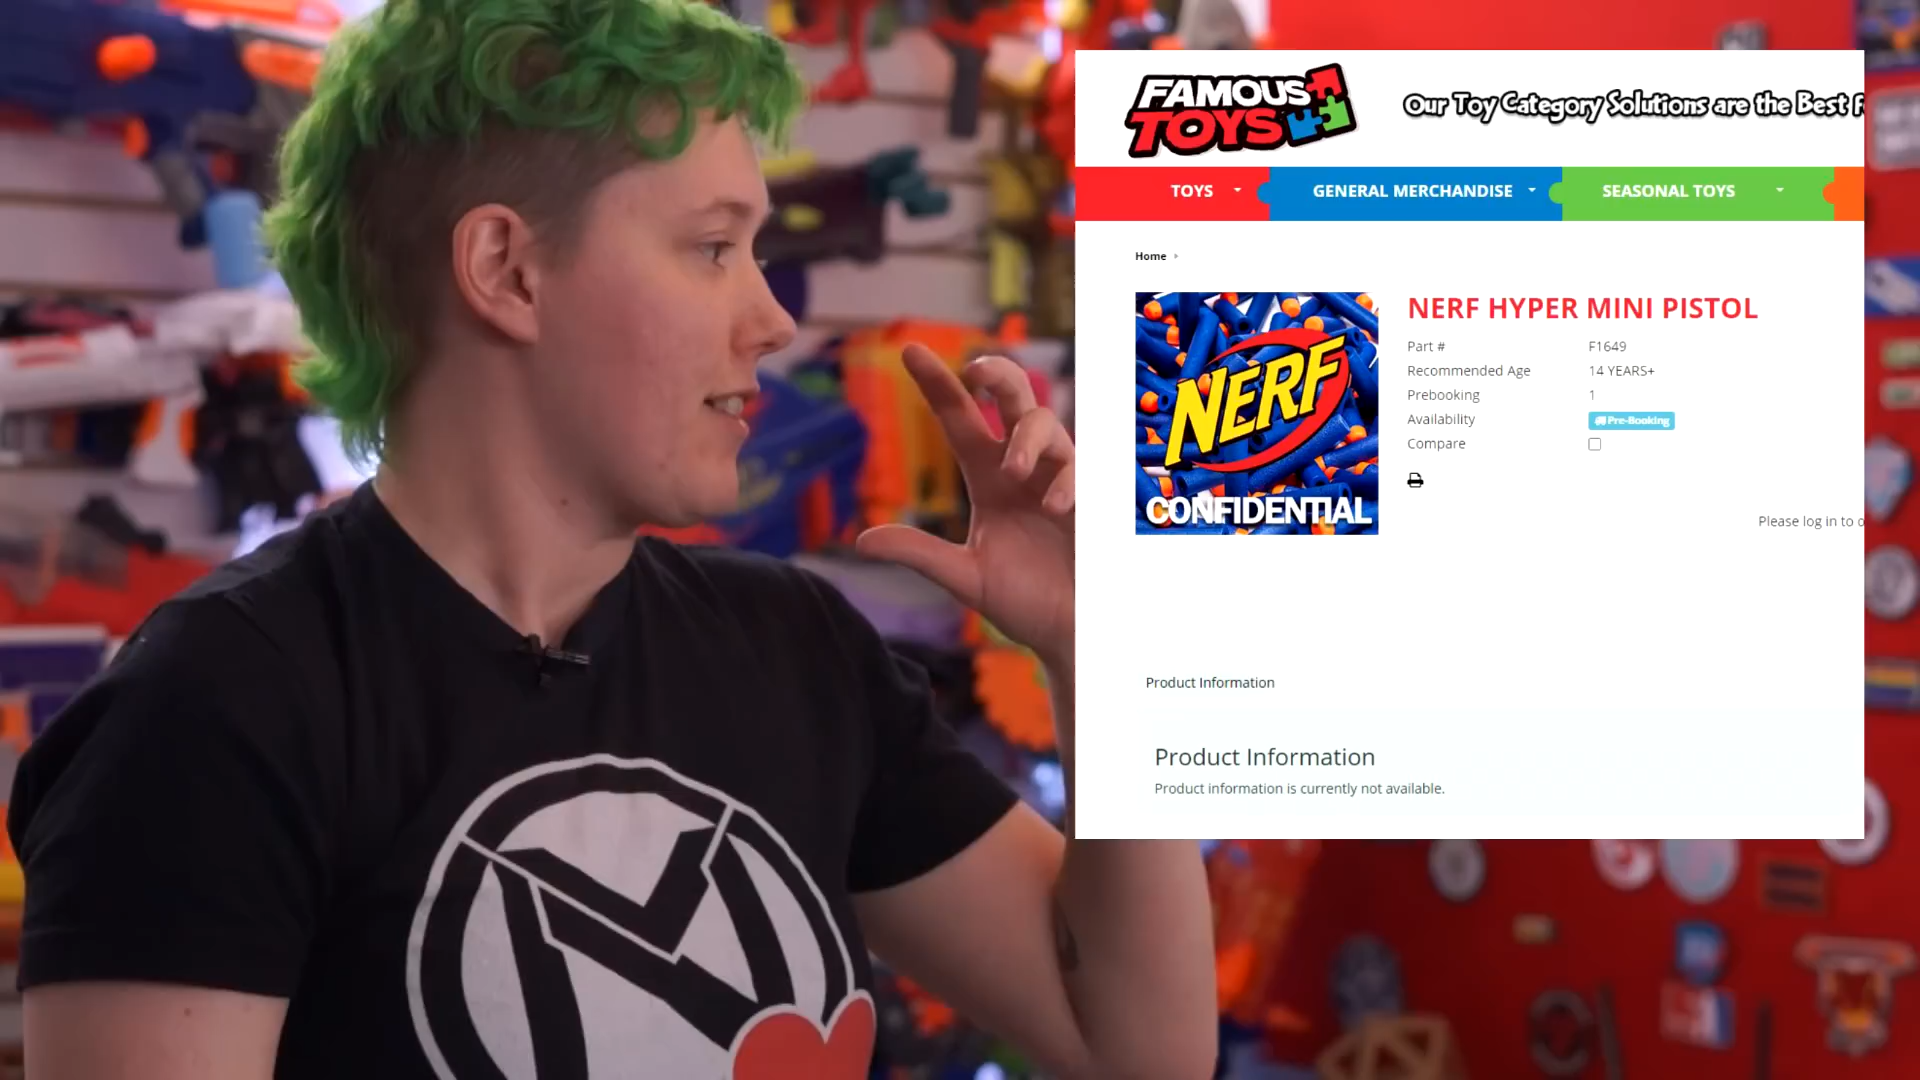 FAMOUS
TOYS
Our Toy Category Solutions are the Best F
TOYS
GENERAL MERCHANDISE
SEASONAL TOYS
Home
NERF
CONFIDENTIAL
NERF HYPER MINI PISTOL
Part # F1649
Recommended Age 14 YEARS+
Prebooking 1
Availability Pre-Booking
Compare
Please log in to o
Product Information
Product Information
Product information is currently not available.